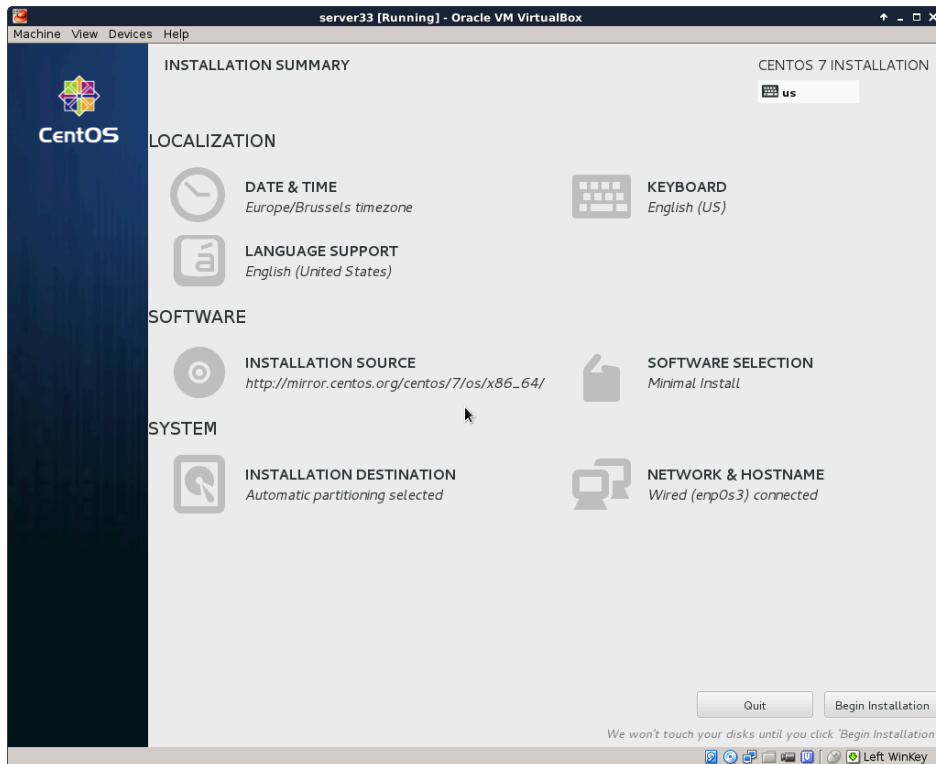 server33 [Running] - Oracle VM VirtualBox
Machine View Devices Help
INSTALLATION SUMMARY
CENTOS 7 INSTALLATION
us
CentOS
LOCALIZATION
DATE & TIME
Europe/Brussels timezone
KEYBOARD
English (US)
LANGUAGE SUPPORT
English (United States)
SOFTWARE
INSTALLATION SOURCE
http://mirror.centos.org/centos/7/os/x86_64/
SOFTWARE SELECTION
Minimal Install
SYSTEM
INSTALLATION DESTINATION
Automatic partitioning selected
NETWORK & HOSTNAME
Wired (enp0s3) connected
Quit
Begin Installation
We won't touch your disks until you click 'Begin Installation
Left WinKey